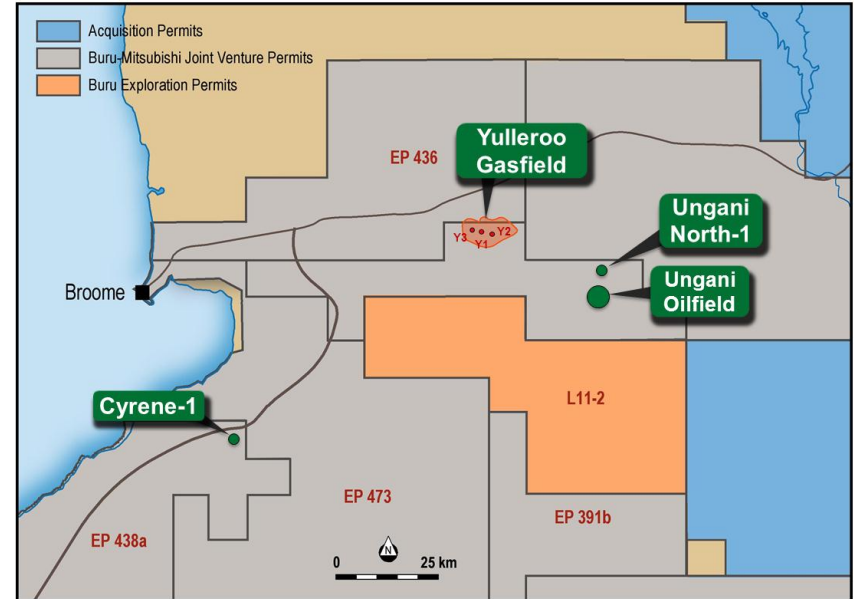 Acquisition Permits
Buru-Mitsubishi Joint Venture Permits
Buru Exploration Permits
EP 436
Yulleroo
Gasfield
Y3
Y1
Y2
Ungani
North-1
Ungani
Oilfield
Broome
Cyrene-1
L11-2
EP 473
EP 391b
EP 438a
N
0 25 km